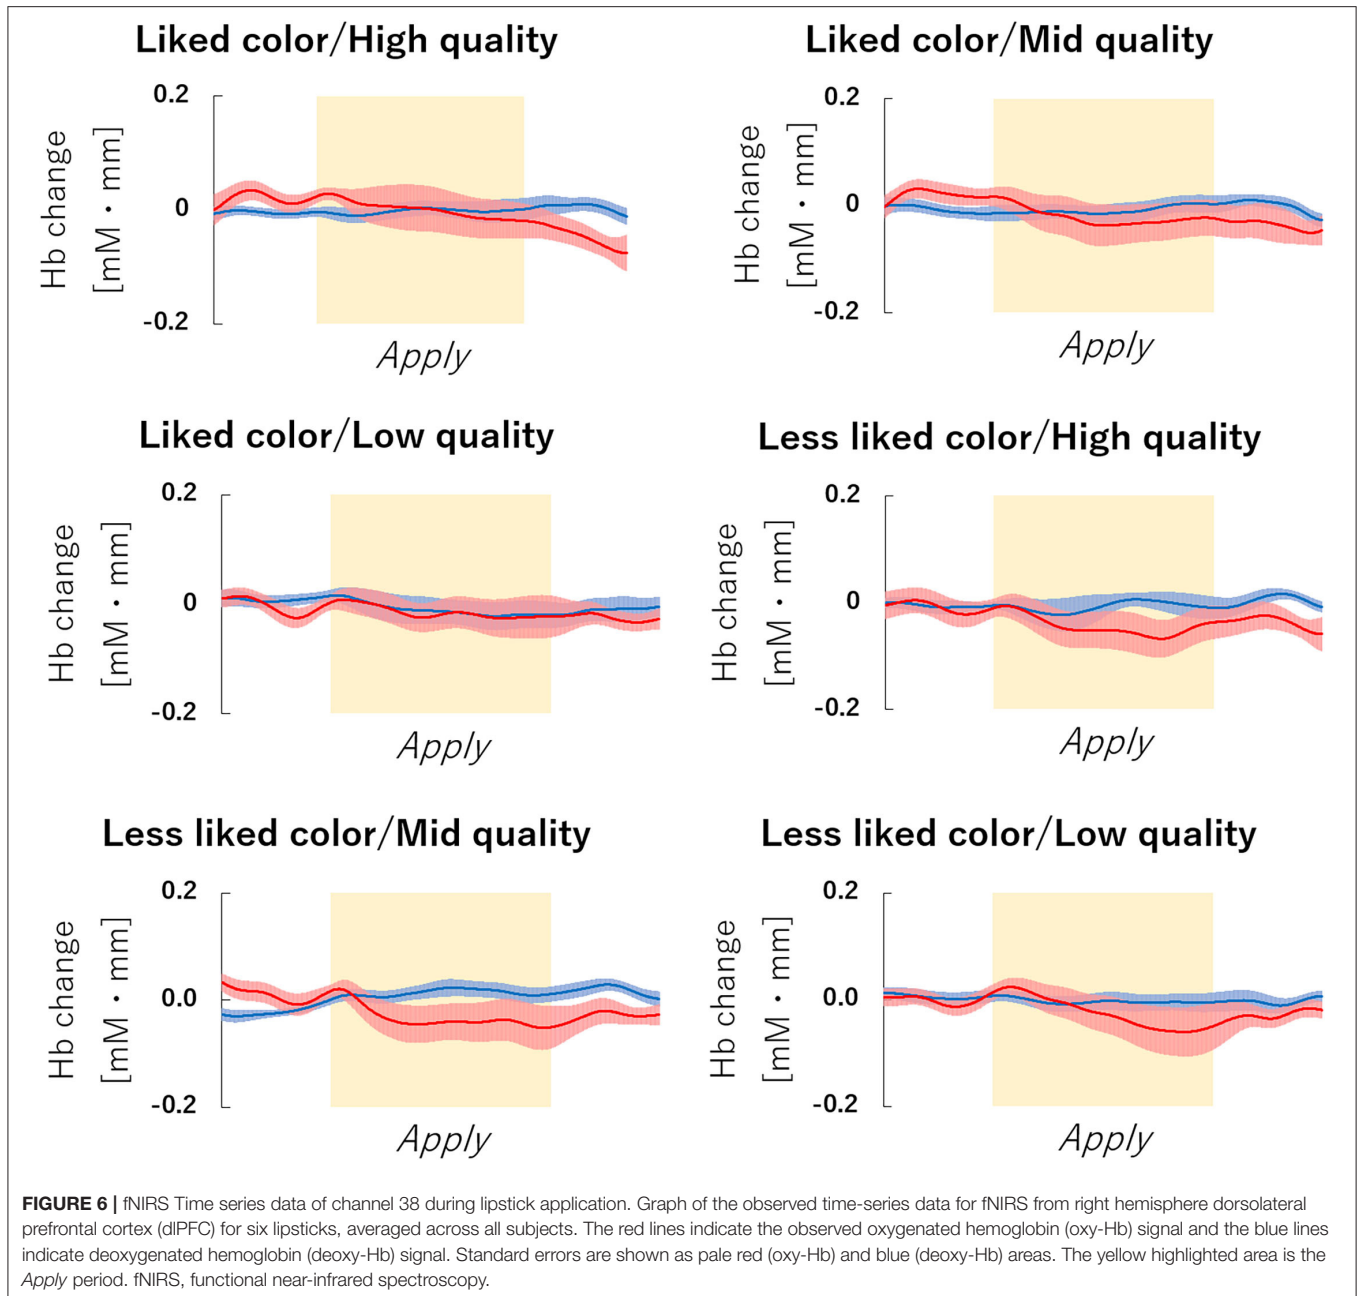 Liked color/High quality
0.2
0
-0.2
Hb change
[mM・mm]
Apply
Liked color/Mid quality
0.2
0
-0.2
Hb change
[mM・mm]
Apply
Liked color/Low quality
0.2
0
-0.2
Hb change
[mM・mm]
Apply
Less liked color/High quality
0.2
0
-0.2
Hb change
[mM・mm]
Apply
Less liked color/Mid quality
0.2
0.0
-0.2
Hb change
[mM・mm]
Apply
Less liked color/Low quality
0.2
0.0
-0.2
Hb change
[mM・mm]
Apply
FIGURE 6 | fNIRS Time series data of channel 38 during lipstick application. Graph of the observed time-series data for fNIRS from right hemisphere dorsolateral
prefrontal cortex (dlPFC) for six lipsticks, averaged across all subjects. The red lines indicate the observed oxygenated hemoglobin (oxy-Hb) signal and the blue lines
indicate deoxygenated hemoglobin (deoxy-Hb) signal. Standard errors are shown as pale red (oxy-Hb) and blue (deoxy-Hb) areas. The yellow highlighted area is the
Apply period. fNIRS, functional near-infrared spectroscopy.